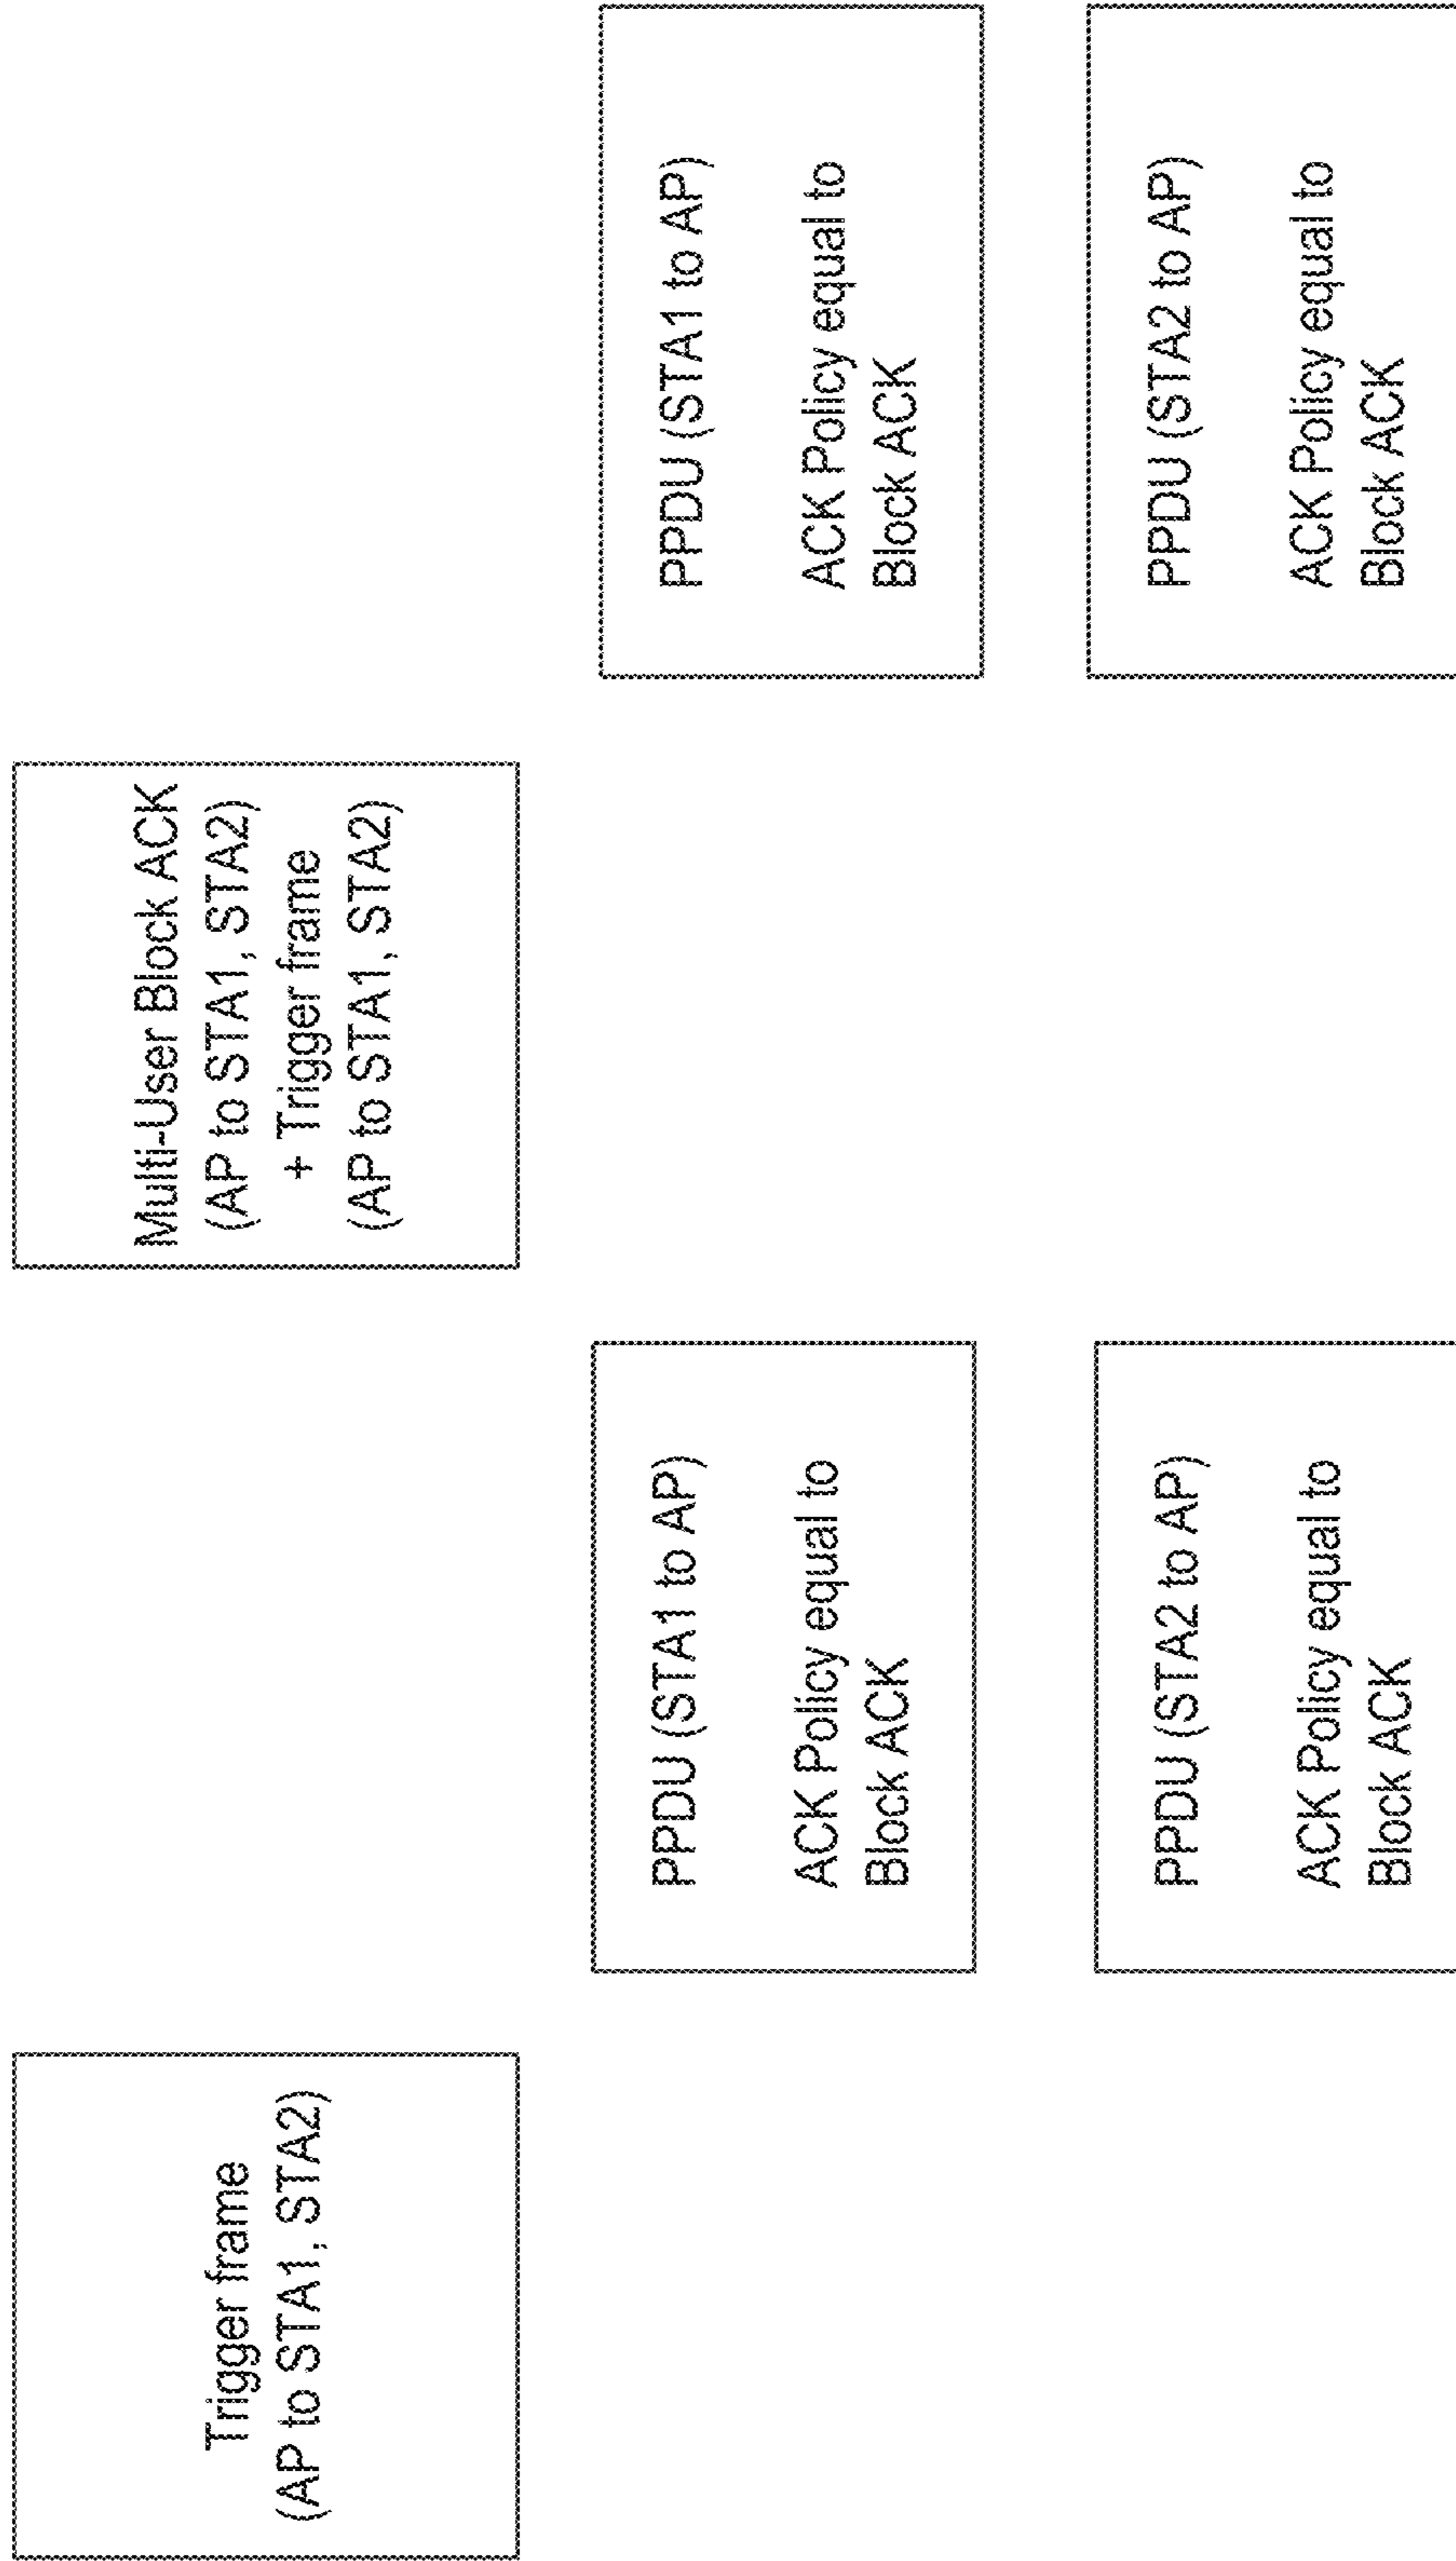 Trigger frame
(AP to STA1, STA2)
PPDU (STA1 to AP)
ACK Policy equal to
Block ACK
PPDU (STA2 to AP)
ACK Policy equal to
Block ACK
Multi-User Block ACK
(AP to STA1, STA2)
+ Trigger frame
(AP to STA1, STA2)
PPDU (STA1 to AP)
ACK Policy equal to
Block ACK
PPDU (STA2 to AP)
ACK Policy equal to
Block ACK